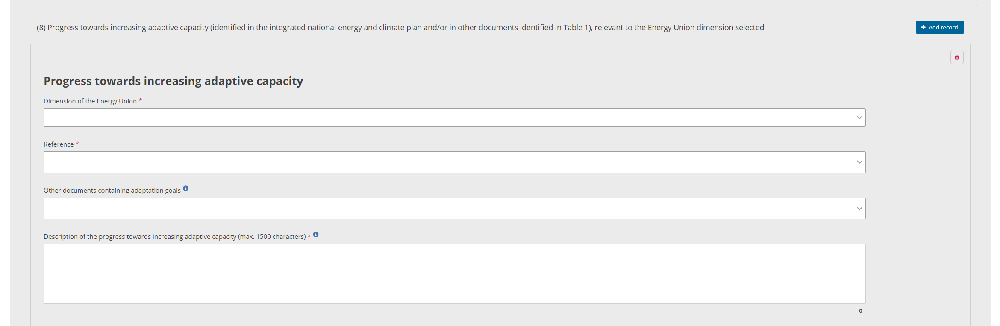 (8) Progress towards increasing adaptive capacity (identified in the integrated national energy and climate plan and/or in other documents identified in Table 1), relevant to the Energy Union dimension selected
Add record
Progress towards increasing adaptive capacity
Dimension of the Energy Union *
Reference *
Other documents containing adaptation goals
Description of the progress towards increasing adaptive capacity (max. 1500 characters) *
0